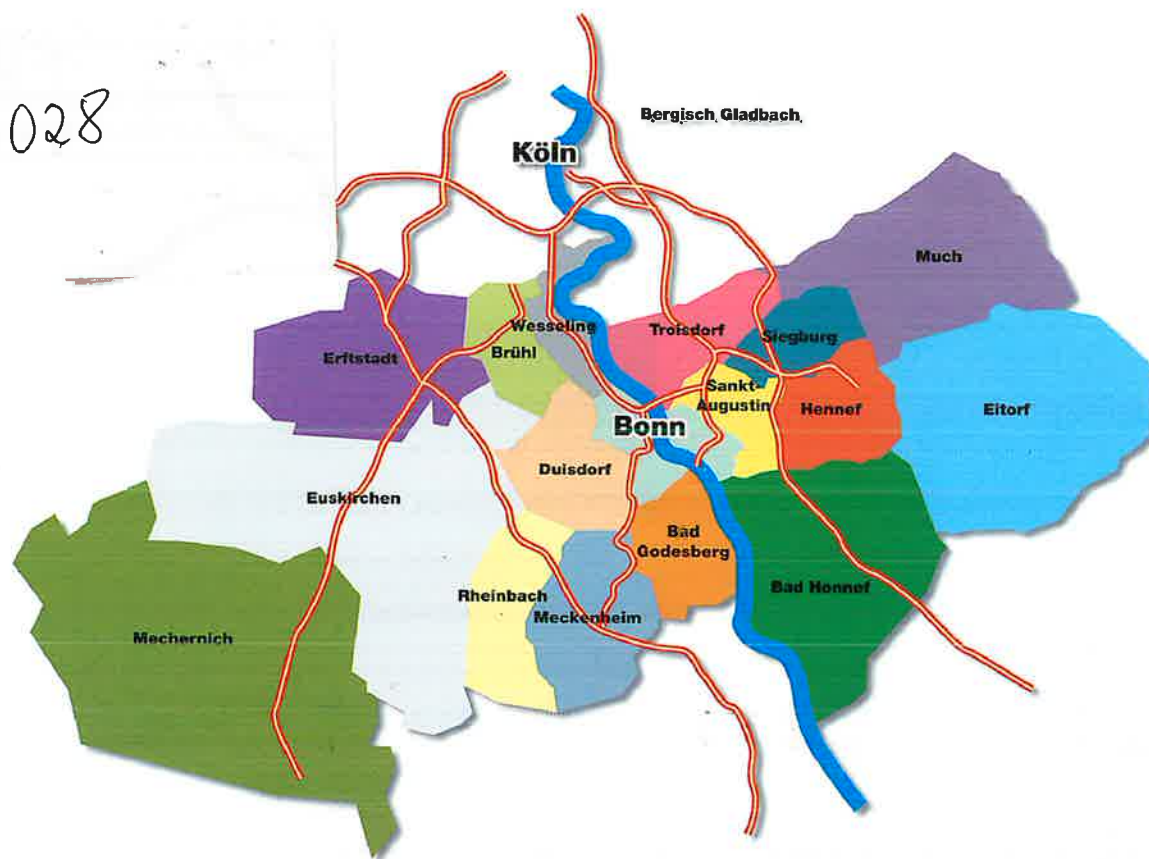 028
Bergisch Gladbach
Köln
Much
Wesseling
Troisdorf
Siegburg
Erftstadt
Brühl
Sankt-
Augustin
Hennef
Eitorf
Bonn
Duisdorf
Euskirchen
Bad
Godesberg
Bad Honnef
Rheinbach
Meckenheim
Mechernich